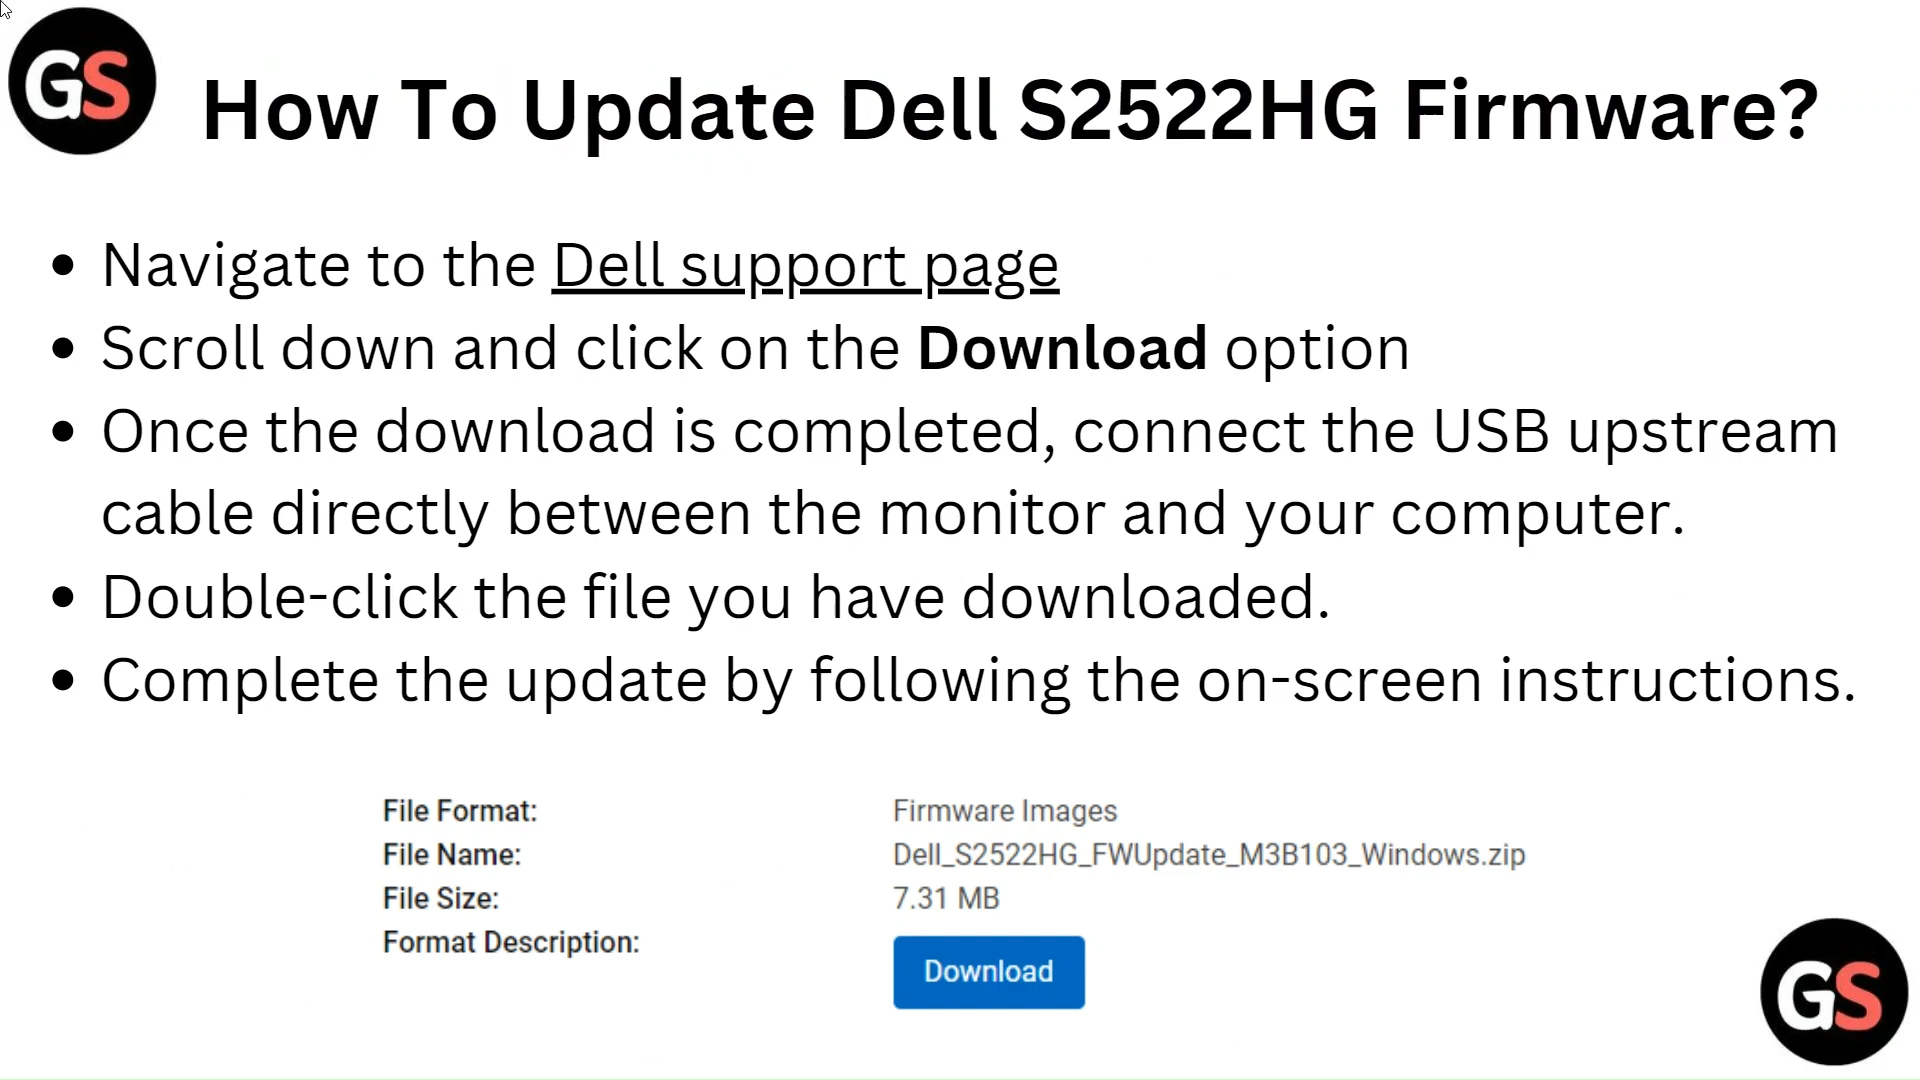 GS
How To Update Dell S2522HG Firmware?
• Navigate to the Dell support page
• Scroll down and click on the Download option
• Once the download is completed, connect the USB upstream
cable directly between the monitor and your computer.
• Double-click the file you have downloaded.
• Complete the update by following the on-screen instructions.
File Format: Firmware Images
File Name: Dell_S2522HG_FWUpdate_M3B103_Windows.zip
File Size: 7.31 MB
Format Description:
Download
GS